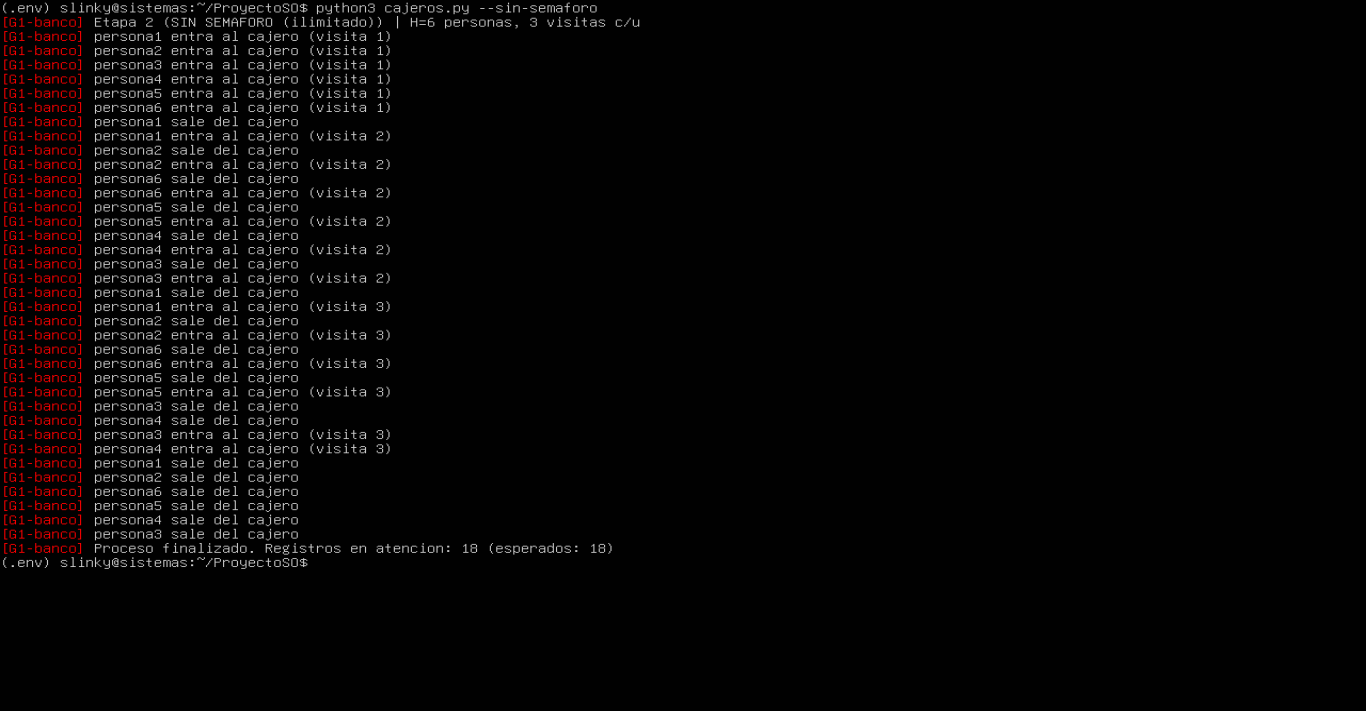 (.env) slinky@sistemas:~/ProyectoSO$ python3 cajeros.py --sin-semaforo
[G1-banco] Etapa 2 (SIN SEMAFORO (ilimitado)) | H=6 personas, 3 visitas c/u
[G1-banco] persona1 entra al cajero (visita 1)
[G1-banco] persona2 entra al cajero (visita 1)
[G1-banco] persona3 entra al cajero (visita 1)
[G1-banco] persona4 entra al cajero (visita 1)
[G1-banco] persona5 entra al cajero (visita 1)
[G1-banco] persona6 entra al cajero (visita 1)
[G1-banco] persona1 sale del cajero
[G1-banco] persona1 entra al cajero (visita 2)
[G1-banco] persona2 sale del cajero
[G1-banco] persona2 entra al cajero (visita 2)
[G1-banco] persona6 sale del cajero
[G1-banco] persona6 entra al cajero (visita 2)
[G1-banco] persona5 sale del cajero
[G1-banco] persona5 entra al cajero (visita 2)
[G1-banco] persona4 sale del cajero
[G1-banco] persona4 entra al cajero (visita 2)
[G1-banco] persona3 sale del cajero
[G1-banco] persona3 entra al cajero (visita 2)
[G1-banco] persona1 sale del cajero
[G1-banco] persona1 entra al cajero (visita 3)
[G1-banco] persona2 sale del cajero
[G1-banco] persona2 entra al cajero (visita 3)
[G1-banco] persona6 sale del cajero
[G1-banco] persona6 entra al cajero (visita 3)
[G1-banco] persona5 sale del cajero
[G1-banco] persona5 entra al cajero (visita 3)
[G1-banco] persona3 sale del cajero
[G1-banco] persona4 sale del cajero
[G1-banco] persona3 entra al cajero (visita 3)
[G1-banco] persona4 entra al cajero (visita 3)
[G1-banco] persona1 sale del cajero
[G1-banco] persona2 sale del cajero
[G1-banco] persona6 sale del cajero
[G1-banco] persona5 sale del cajero
[G1-banco] persona4 sale del cajero
[G1-banco] persona3 sale del cajero
[G1-banco] Proceso finalizado. Registros en atencion: 18 (esperados: 18)
(.env) slinky@sistemas:~/ProyectoSO$